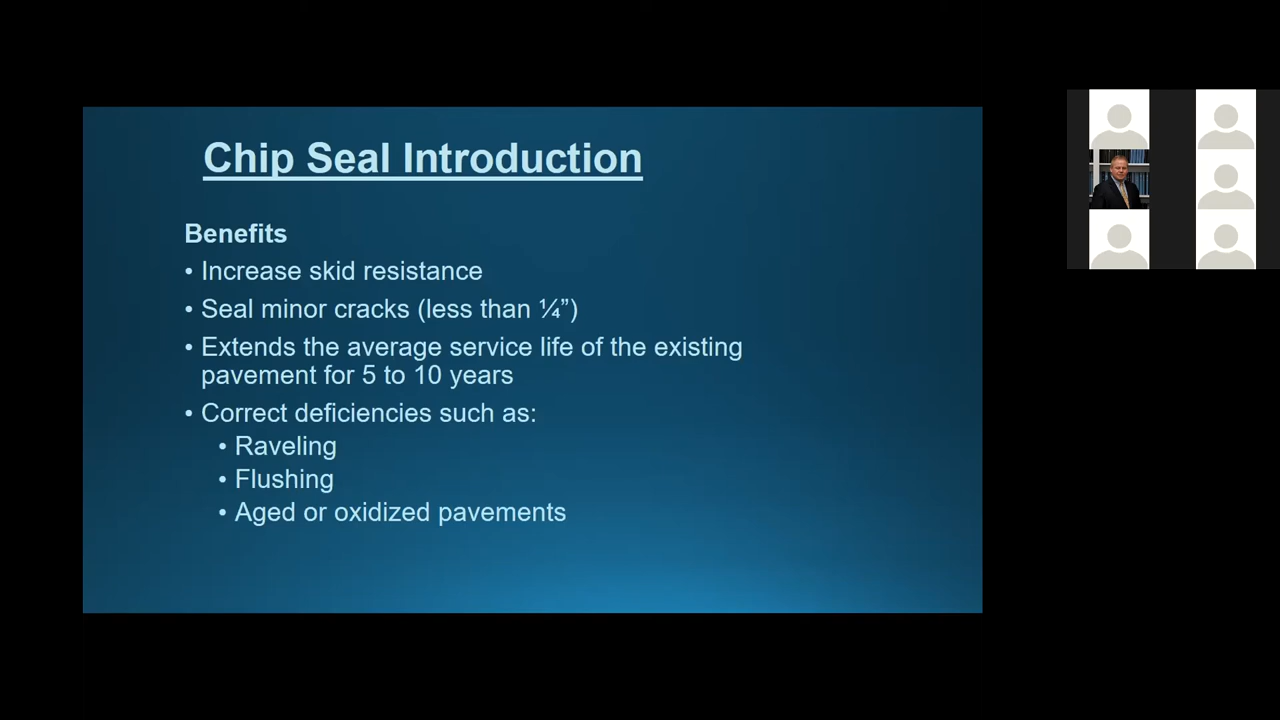 Chip Seal Introduction
Benefits
• Increase skid resistance
• Seal minor cracks (less than ¼”)
• Extends the average service life of the existing
pavement for 5 to 10 years
• Correct deficiencies such as:
• Raveling
• Flushing
• Aged or oxidized pavements